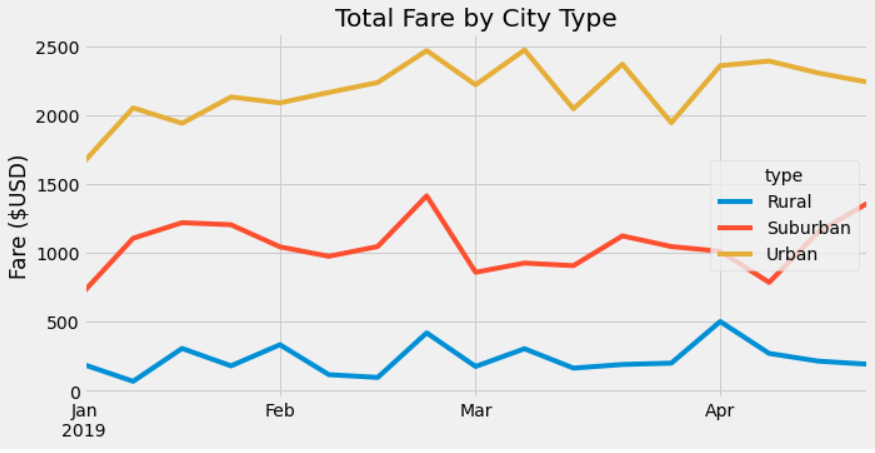 Total Fare by City Type
Fare ($USD)
2500
2000
1500
1000
500
0
type
Rural
Suburban
Urban
Jan
2019
Feb
Mar
Apr